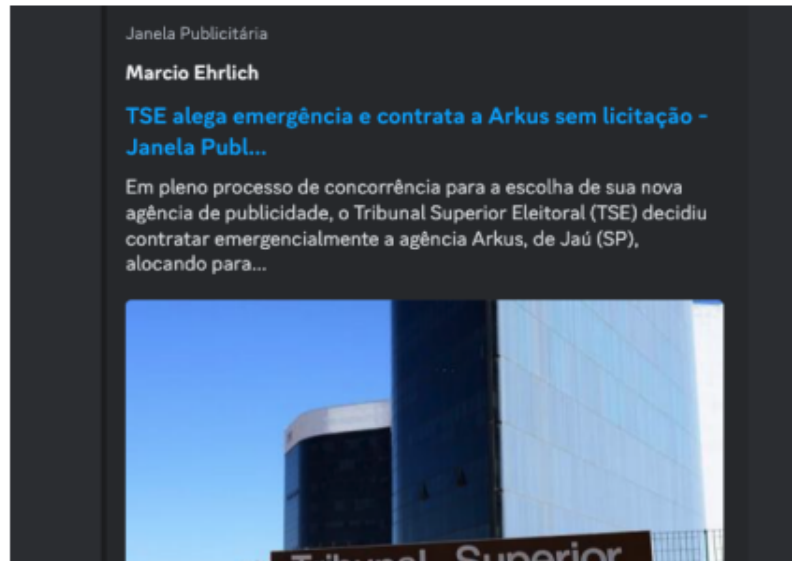 Janela Publicitária
Marcio Ehrlich
TSE alega emergência e contrata a Arkus sem licitação -
Janela Publ...
Em pleno processo de concorrência para a escolha de sua nova
agência de publicidade, o Tribunal Superior Eleitoral (TSE) decidiu
contratar emergencialmente a agência Arkus, de Jaú (SP),
alocando para...
Tribunal Superior